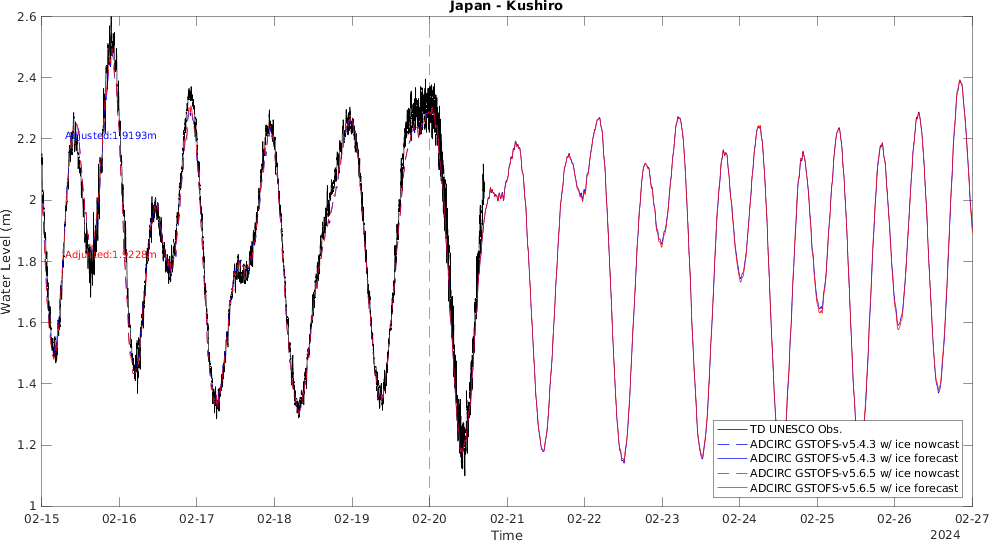 Japan - Kushiro
2.6
2.4
2.2
2
1.8
1.6
1.4
1.2
1
Water Level (m)
Adjusted:1.9193m
Adjusted:1.9228m
TD UNESCO Obs.
ADCIRC GSTOFS-v5.4.3 w/ ice nowcast
ADCIRC GSTOFS-v5.4.3 w/ ice forecast
ADCIRC GSTOFS-v5.6.5 w/ ice nowcast
ADCIRC GSTOFS-v5.6.5 w/ ice forecast
02-15 02-16 02-17 02-18 02-19 02-20 02-21 02-22 02-23 02-24 02-25 02-26 02-27
Time
2024